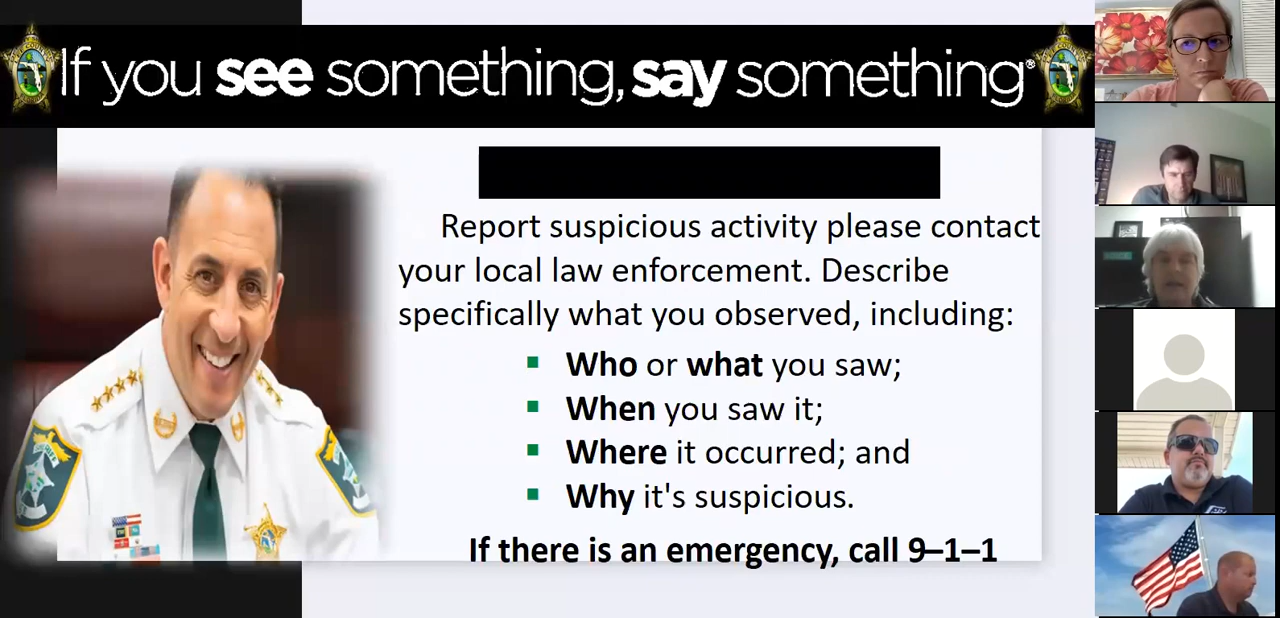 If you see something, say something®
Report suspicious activity please contact
your local law enforcement. Describe
specifically what you observed, including:
Who or what you saw;
When you saw it;
Where it occurred; and
Why it's suspicious.
If there is an emergency, call 9–1–1